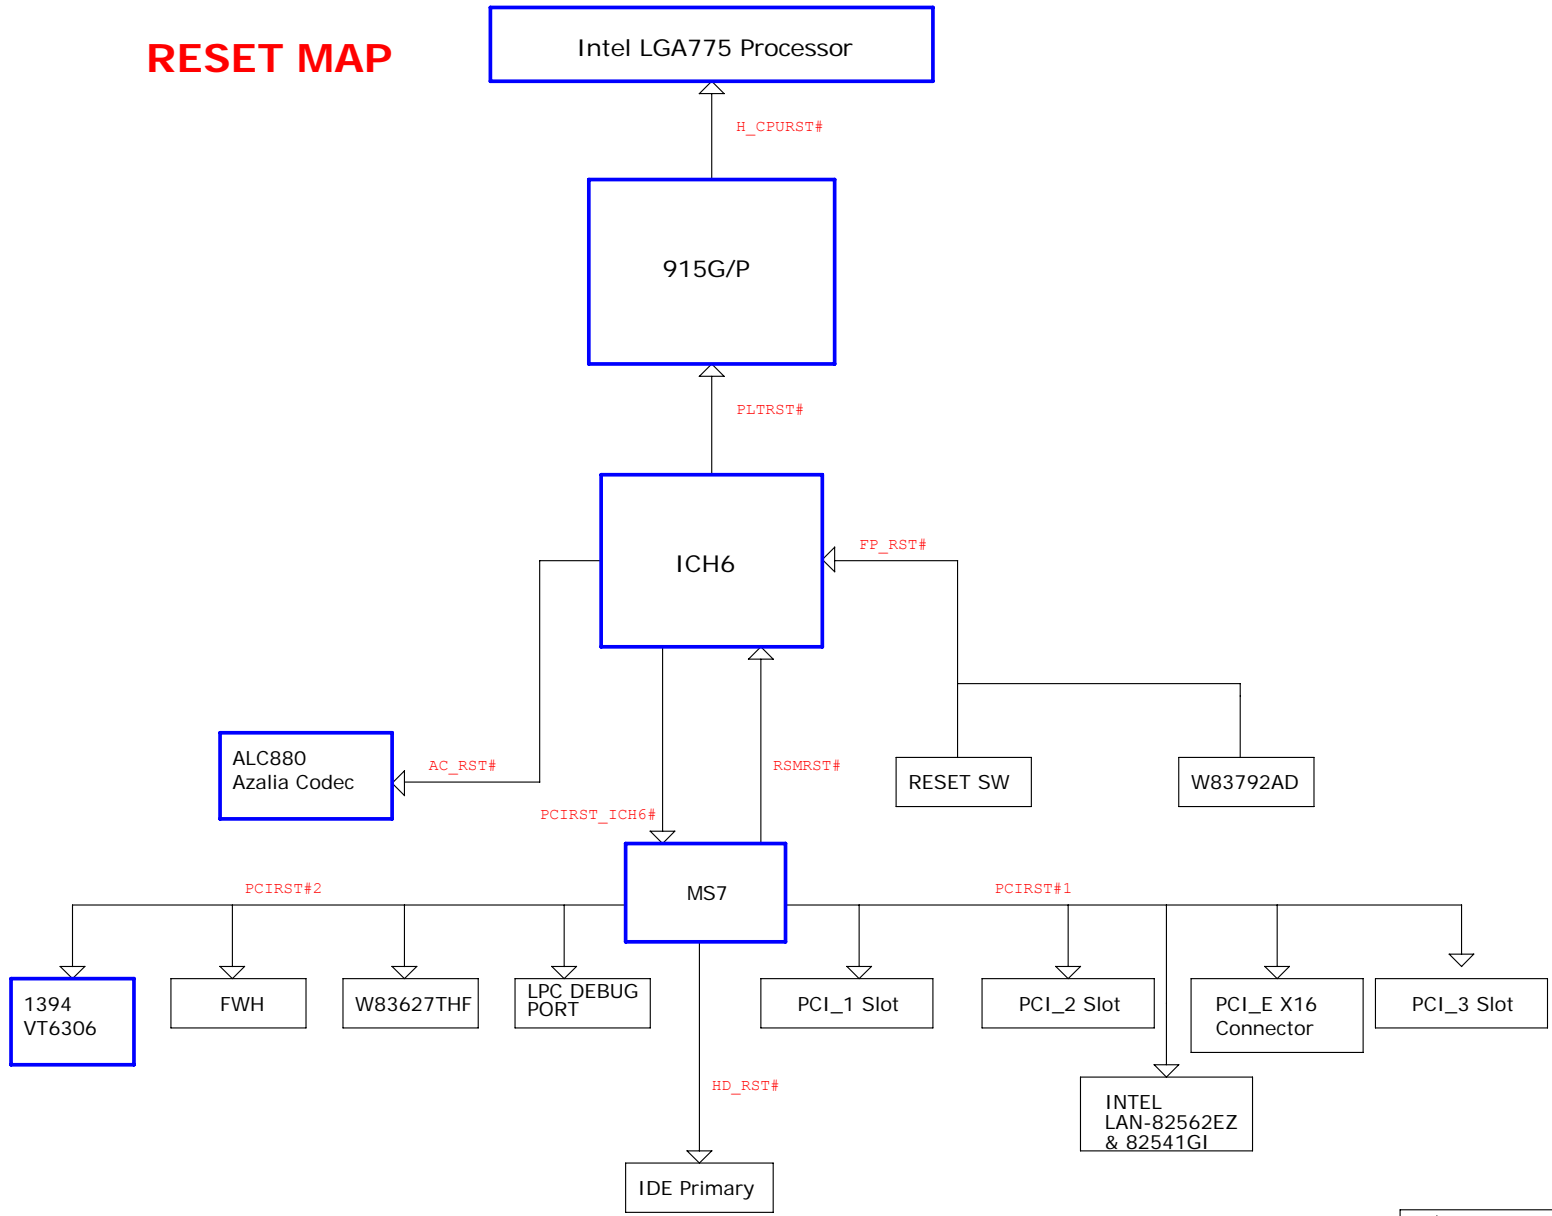 RESET MAP
Intel LGA775 Processor
H_CPURST#
915G/P
PLTRST#
ICH6
FP_RST#
ALC880
Azalia Codec
AC_RST#
RSMRST#
RESET SW
W83792AD
PCIRST_ICH6#
PCIRST#2
MS7
PCIRST#1
1394
VT6306
FWH
W83627THF
LPC DEBUG
PORT
PCI_1 Slot
PCI_2 Slot
PCI_E X16
Connector
PCI_3 Slot
HD_RST#
INTEL
LAN-82562EZ
& 82541GI
IDE Primary